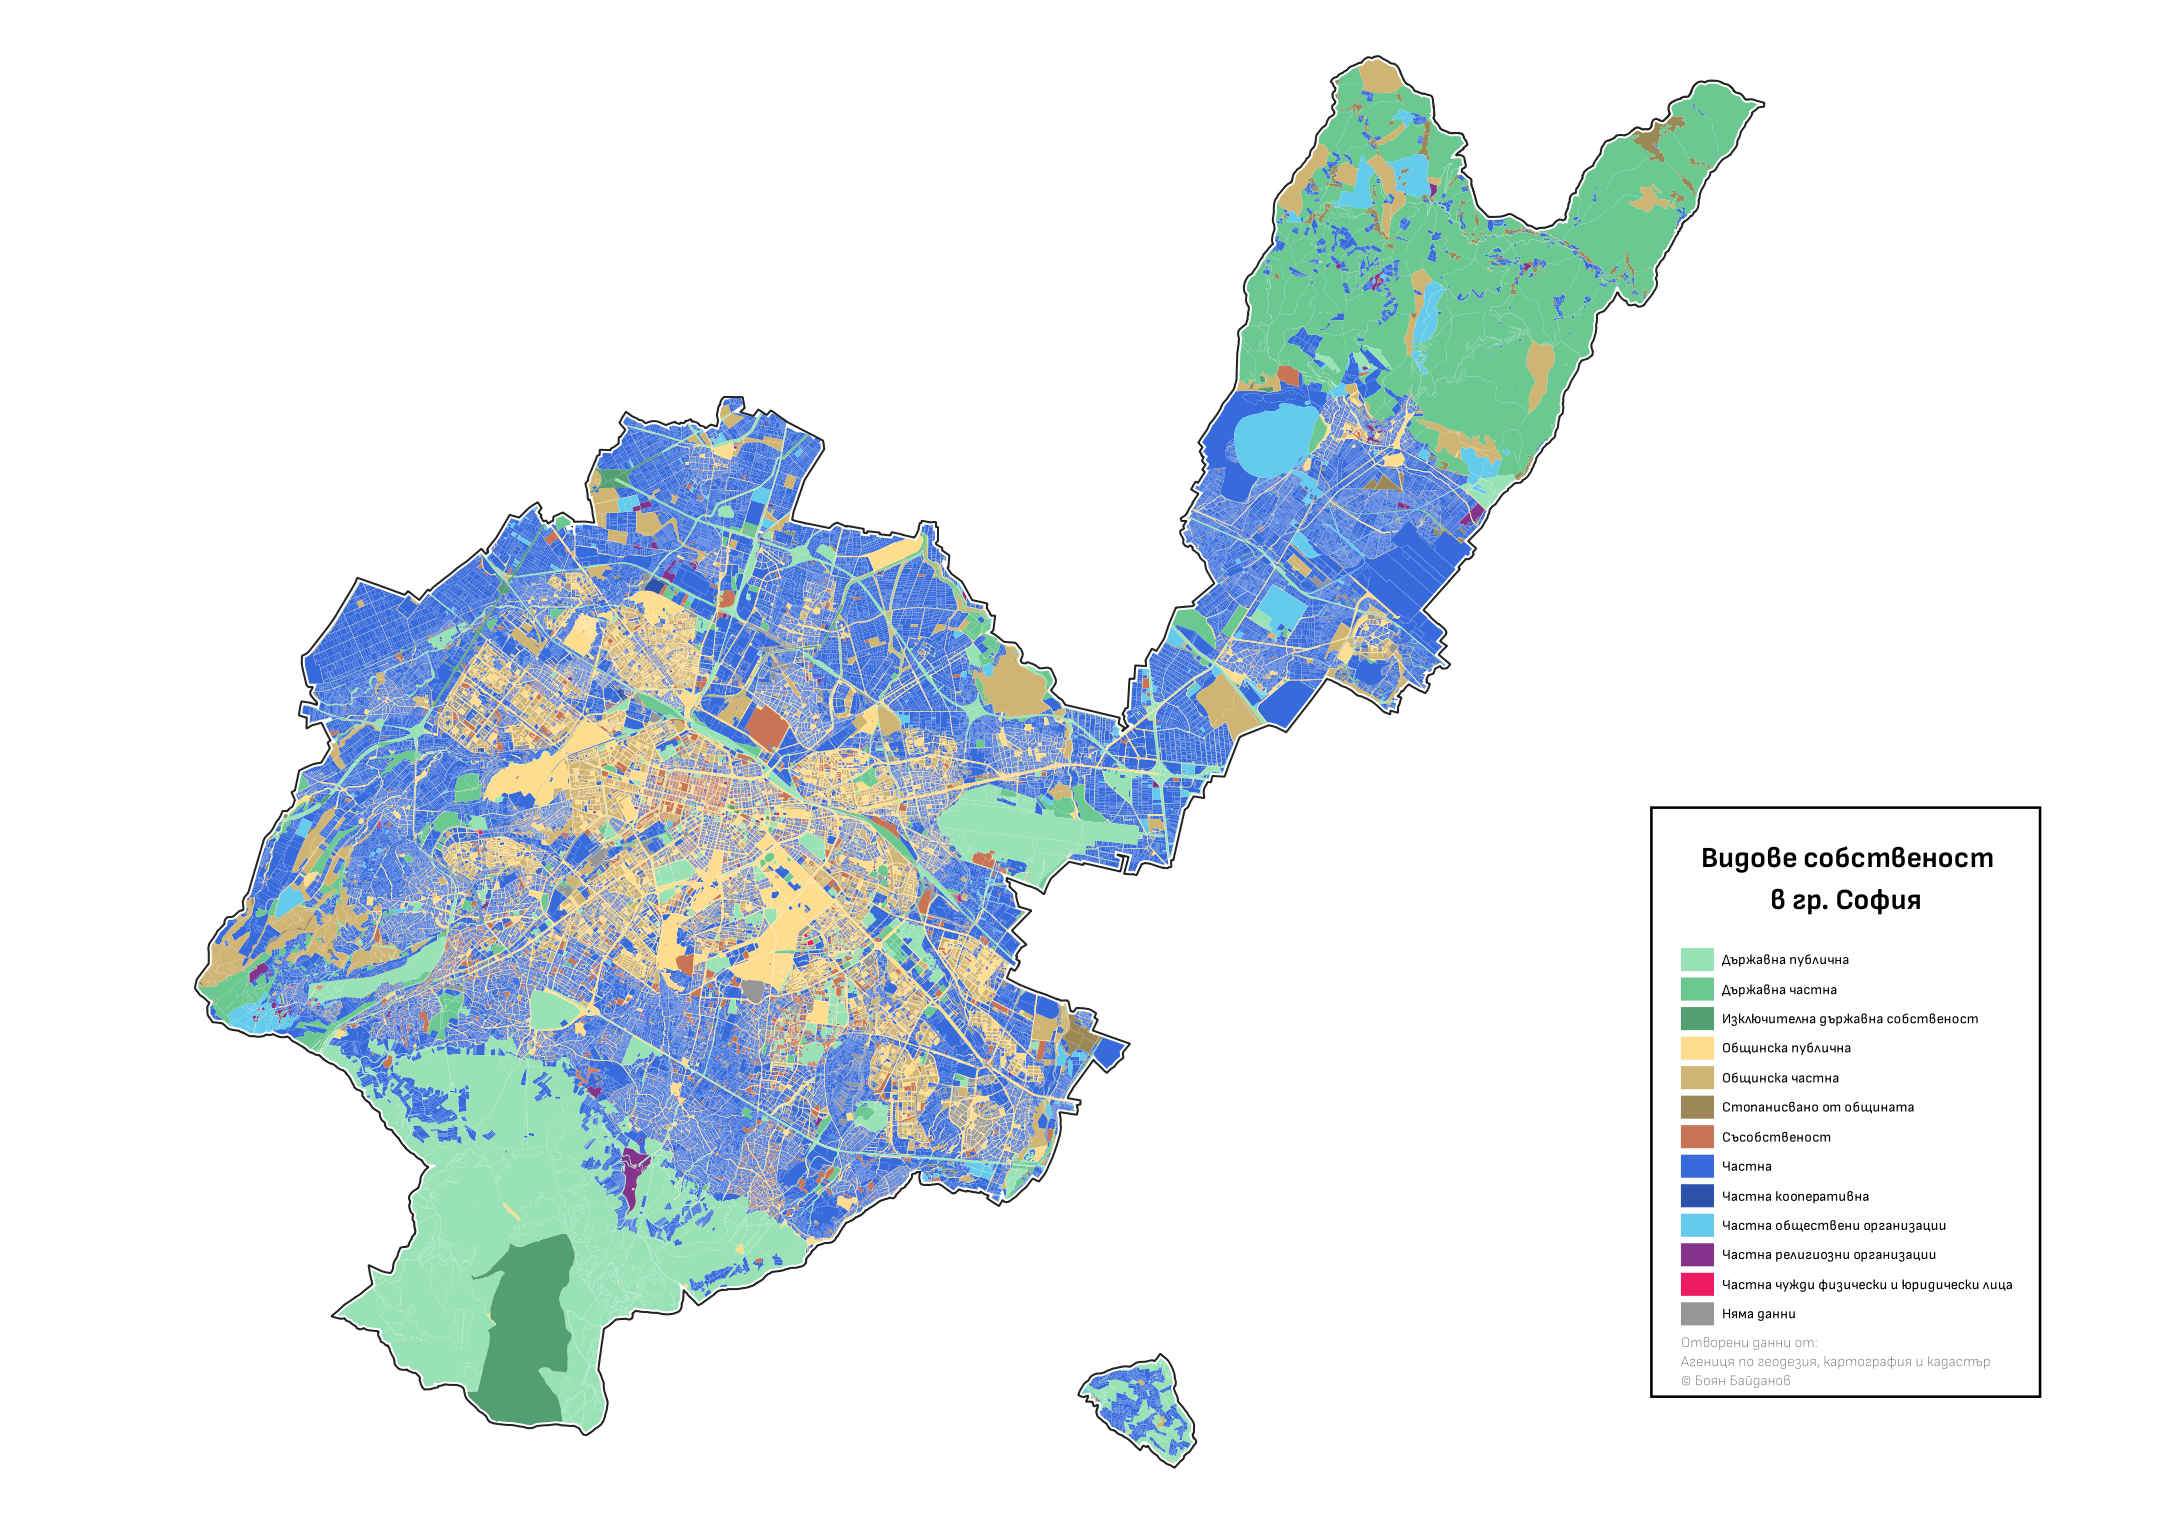 Видове собственост
в гр. София
Държавна публична
Държавна частна
Изключителна държавна собственост
Общинска публична
Общинска частна
Стопанисвано от общината
Съсобственост
Частна
Частна кооперативна
Частна обществени организации
Частна религиозни организации
Частна чужди физически и юридически лица
Няма данни
Отворени данни от:
Агенция по геодезия, картография и кадастър
© Боян Байданов